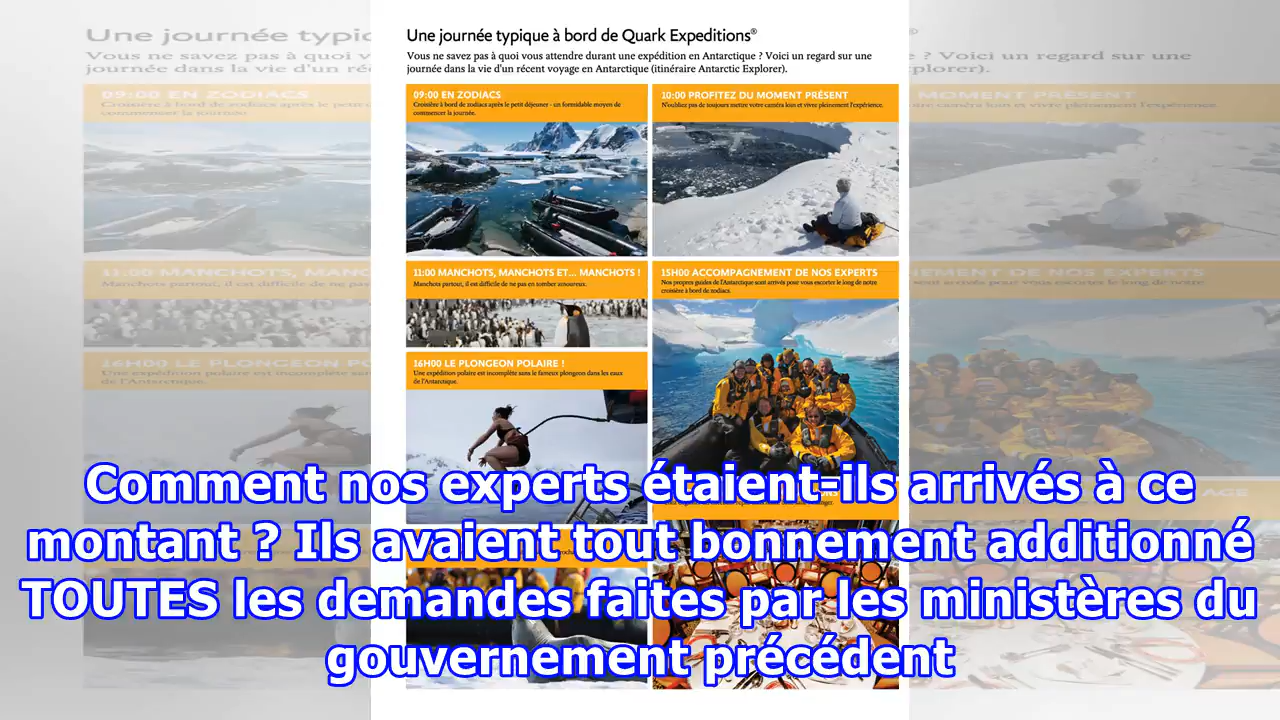 Une journée typique à bord de Quark Expeditions®
Vous ne savez pas à quoi vous attendre durant une expédition en Antarctique ? Voici un regard sur une
journée dans la vie d'un récent voyage en Antarctique (itinéraire Antarctic Explorer).
09:00 EN ZODIACS
Croisière à bord de zodiacs après le petit déjeuner - un formidable moyen de
commencer la journée.
10:00 PROFITEZ DU MOMENT PRÉSENT
N'oubliez pas de toujours mettre votre caméra loin et vivre pleinement l'expérience.
11:00 MANCHOTS, MANCHOTS ET... MANCHOTS !
Manchots partout, il est difficile de ne pas en tomber amoureux.
15H00 ACCOMPAGNEMENT DE NOS EXPERTS
Nos propres guides de l'Antarctique sont arrivés pour vous escorter le long de notre
croisière à bord de zodiacs.
16H00 LE PLONGEON POLAIRE !
Une expédition polaire est incomplète sans le fameux plongeon dans les eaux
de l'Antarctique.
Comment nos experts étaient-ils arrivés à ce
montant ? Ils avaient tout bonnement additionné
TOUTES les demandes faites par les ministères du
gouvernement précédent